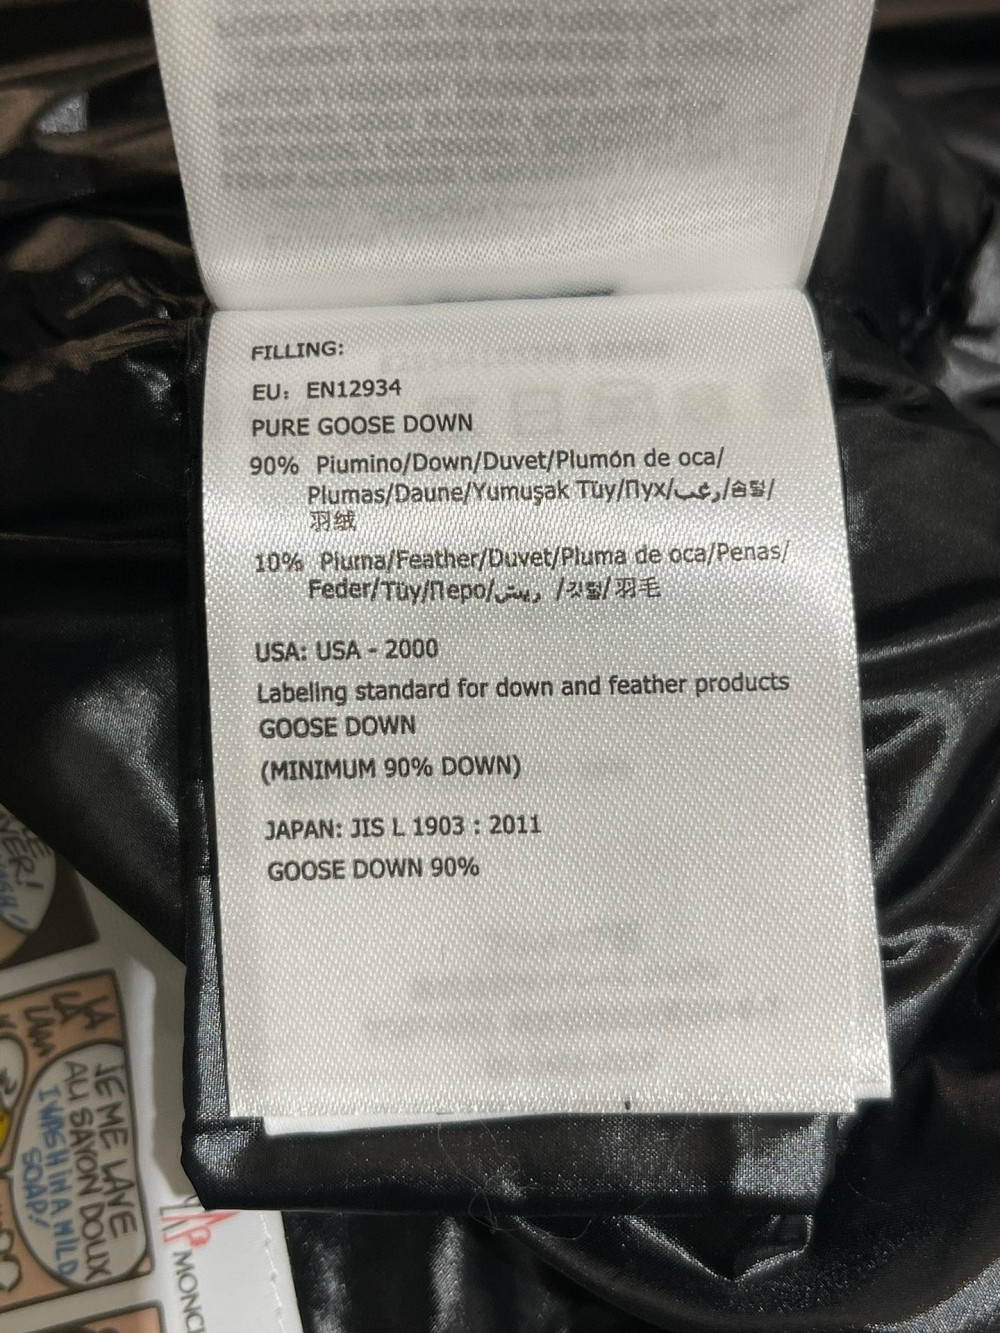 FILLING:
EU: EN12934
PURE GOOSE DOWN
90% Piumino/Down/Duvet/Plumón de oca/
Plumas/Daune/Yumuşak Tüy/Пух/زغب/솜털/
羽绒
10% Piuma/Feather/Duvet/Pluma de oca/Penas/
Feder/Tüy/Перо/ريش /깃털/羽毛
USA: USA - 2000
Labeling standard for down and feather products
GOOSE DOWN
(MINIMUM 90% DOWN)
JAPAN: JIS L 1903 : 2011
GOOSE DOWN 90%
JE ME LAVE
AU SAVON DOUX
I WASH IN A MILD
SOAP!
MONCL